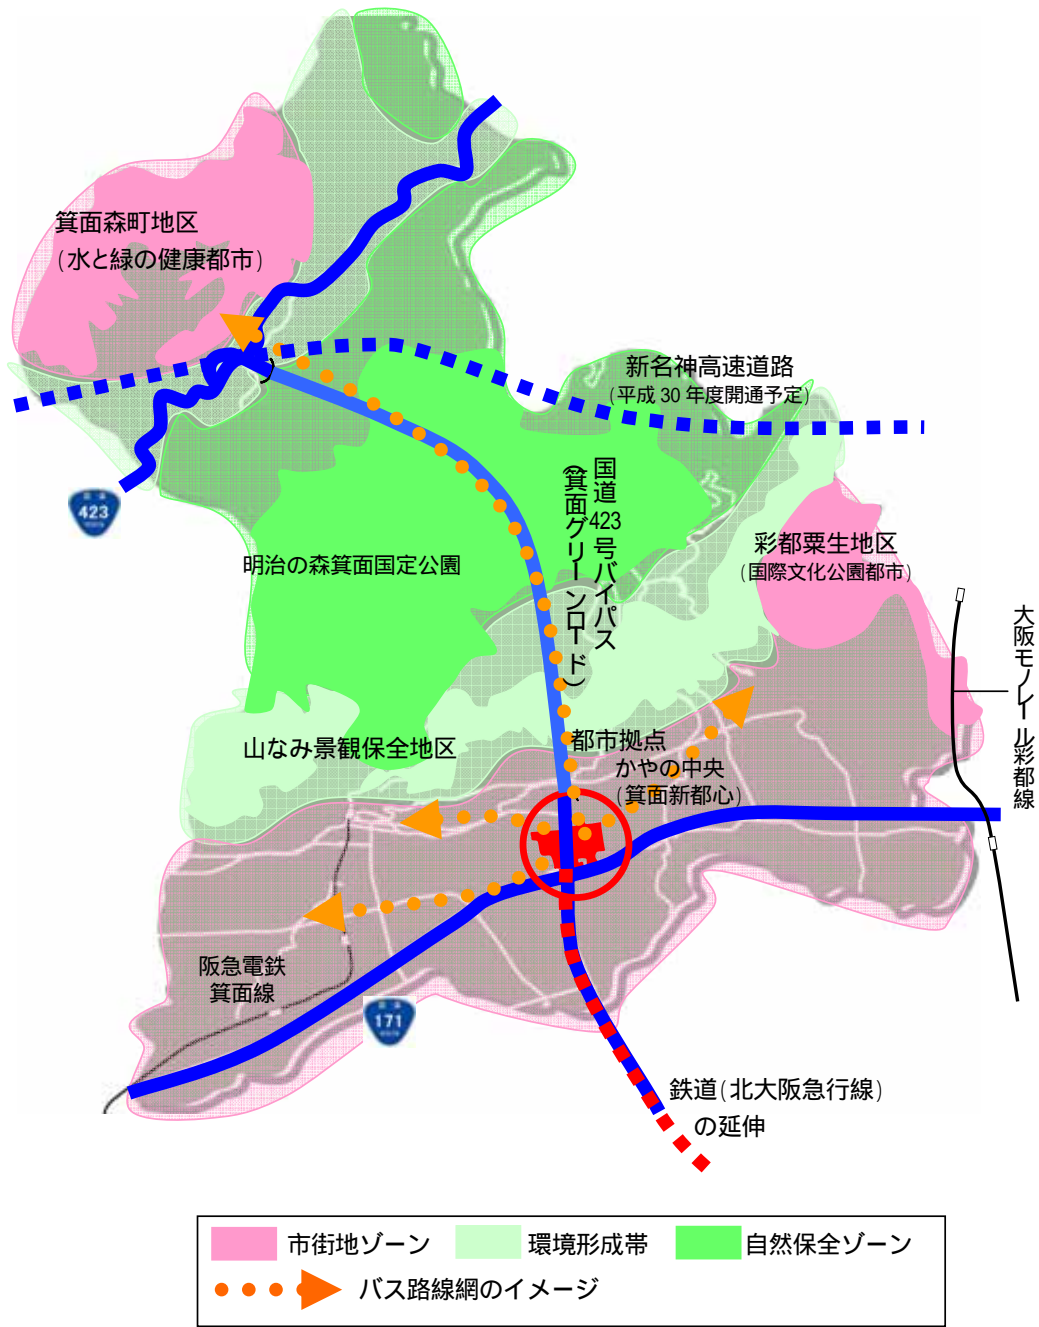 箕面森町地区
(水と緑の健康都市)
新名神高速道路
(平成 30 年度開通予定)
423
国道 423 号バイパス
(箕面グリーンロード)
彩都粟生地区
(国際文化公園都市)
明治の森箕面国定公園
大阪モノレール彩都線
山なみ景観保全地区
都市拠点
かやの中央
(箕面新都心)
阪急電鉄
箕面線
171
鉄道(北大阪急行線)
の延伸
市街地ゾーン
環境形成帯
自然保全ゾーン
バス路線網のイメージ